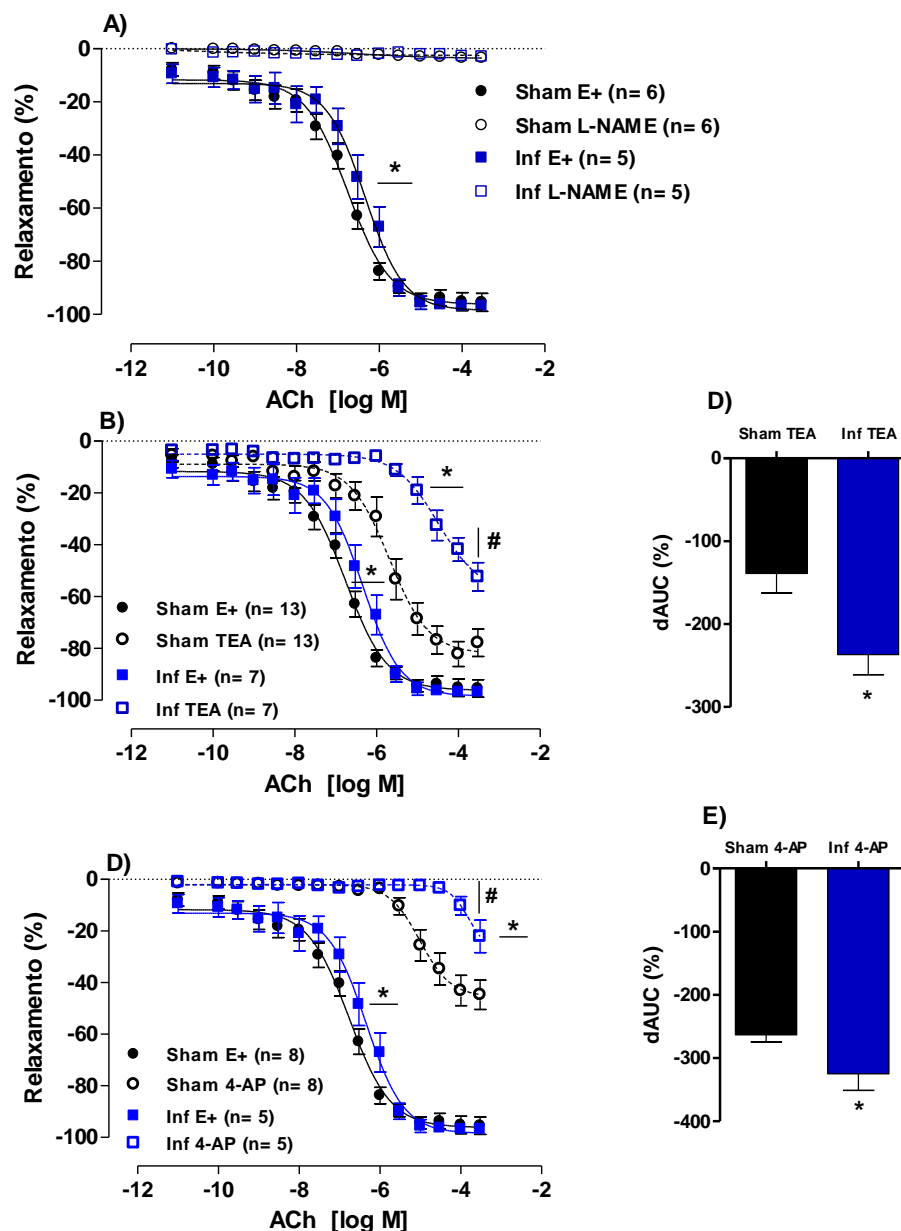 A)
0
-20
-40
-60
-80
-100
Relaxamento (%)
Sham E+ (n= 6)
Sham L-NAME (n= 6)
Inf E+ (n= 5)
Inf L-NAME (n= 5)
*
-12
-10
-8
-6
-4
-2
ACh [log M]
B)
0
-20
-40
-60
-80
-100
Relaxamento (%)
*
#
*
Sham E+ (n= 13)
Sham TEA (n= 13)
Inf E+ (n= 7)
Inf TEA (n= 7)
-12
-10
-8
-6
-4
-2
ACh [log M]
D)
Sham TEA
Inf TEA
0
-100
-200
-300
dAUC (%)
*
D)
0
-20
-40
-60
-80
-100
Relaxamento (%)
#
*
*
Sham E+ (n= 8)
Sham 4-AP (n= 8)
Inf E+ (n= 5)
Inf 4-AP (n= 5)
-12
-10
-8
-6
-4
-2
ACh [log M]
E)
Sham 4-AP
Inf 4-AP
0
-100
-200
-300
-400
dAUC (%)
*